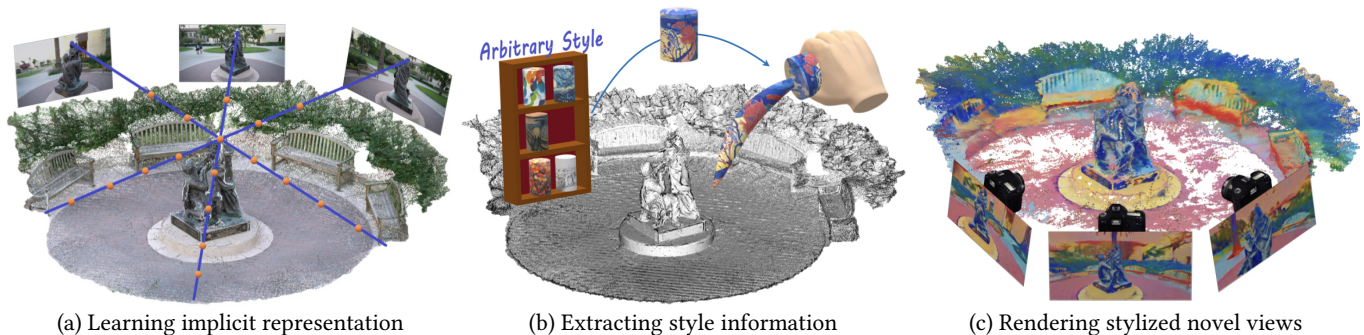 Arbitrary Style
(a) Learning implicit representation
(b) Extracting style information
(c) Rendering stylized novel views